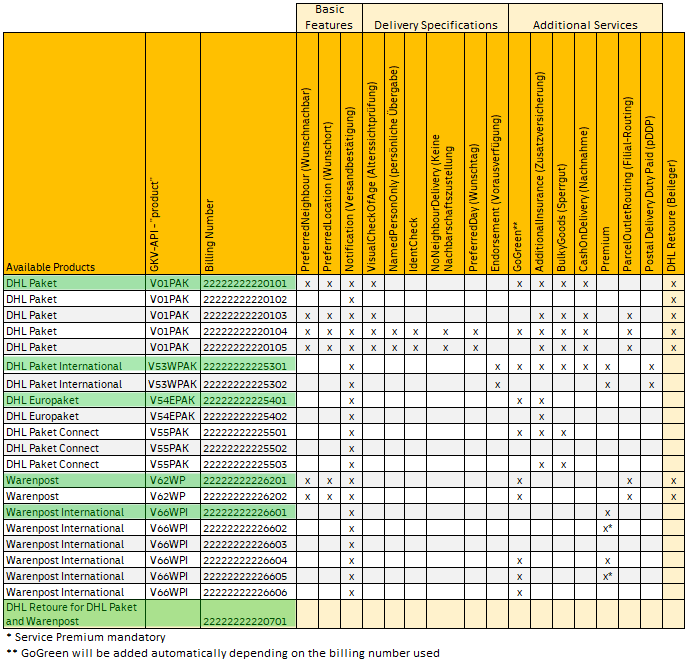 Basic Features
Delivery Specifications
Additional Services
Available Products
GKV-API - "product"
Billing Number
PreferredNeighbour (Wunschnachbar)
PreferredLocation (Wunschort)
Notification (Versandbestätigung)
VisualCheckOfAge (Alterssichtprüfung)
NamedPersonOnly (persönliche Übergabe)
IdentCheck
NoNeighbourDelivery (Keine
Nachbarschaftszustellung
PreferredDay (Wunschtag)
Endorsement (Vorausverfügung)
GoGreen**
AdditionalInsurance (Zusatzversicherung)
BulkyGoods (Sperrgut)
CashOnDelivery (Nachnahme)
Premium
ParcelOutletRouting (Filial-Routing)
Postal Delivery Duty Paid (pDDP)
DHL Retoure (Beileger)
DHL Paket V01PAK 22222222220101 x x x x x x x x x
DHL Paket V01PAK 22222222220102 x x
DHL Paket V01PAK 22222222220103 x x x x x x x x x
DHL Paket V01PAK 22222222220104 x x x x x x x x x x x x x x
DHL Paket V01PAK 22222222220105 x x x x x x x x x x x x x
DHL Paket International V53WPAK 22222222225301 x x x x x x x x
DHL Paket International V53WPAK 22222222225302 x x x x
DHL Europaket V54EPAK 22222222225401 x x x
DHL Europaket V54EPAK 22222222225402 x x
DHL Paket Connect V55PAK 22222222225501 x x x x
DHL Paket Connect V55PAK 22222222225502 x
DHL Paket Connect V55PAK 22222222225503 x x x
Warenpost V62WP 22222222226201 x x x x x x
Warenpost V62WP 22222222226202 x x x x x x
Warenpost International V66WPI 22222222226601 x x
Warenpost International V66WPI 22222222226602 x x*
Warenpost International V66WPI 22222222226603 x
Warenpost International V66WPI 22222222226604 x x x
Warenpost International V66WPI 22222222226605 x x x*
Warenpost International V66WPI 22222222226606 x x
DHL Retoure for DHL Paket
and Warenpost 22222222220701
* Service Premium mandatory
** GoGreen will be added automatically depending on the billing number used